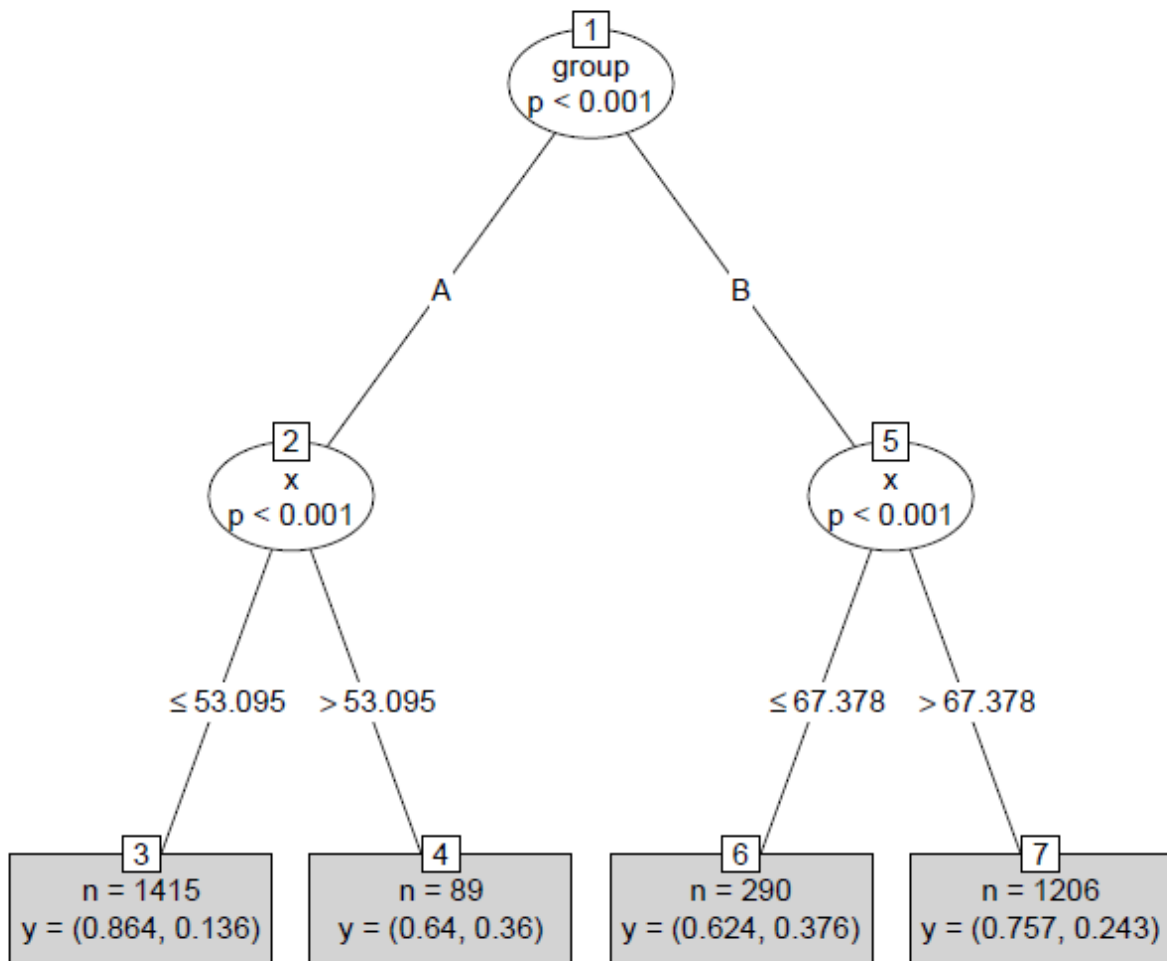 1
group
p < 0.001
A
B
2
x
p < 0.001
5
x
p < 0.001
≤ 53.095
> 53.095
≤ 67.378
> 67.378
3
n = 1415
y = (0.864, 0.136)
4
n = 89
y = (0.64, 0.36)
6
n = 290
y = (0.624, 0.376)
7
n = 1206
y = (0.757, 0.243)